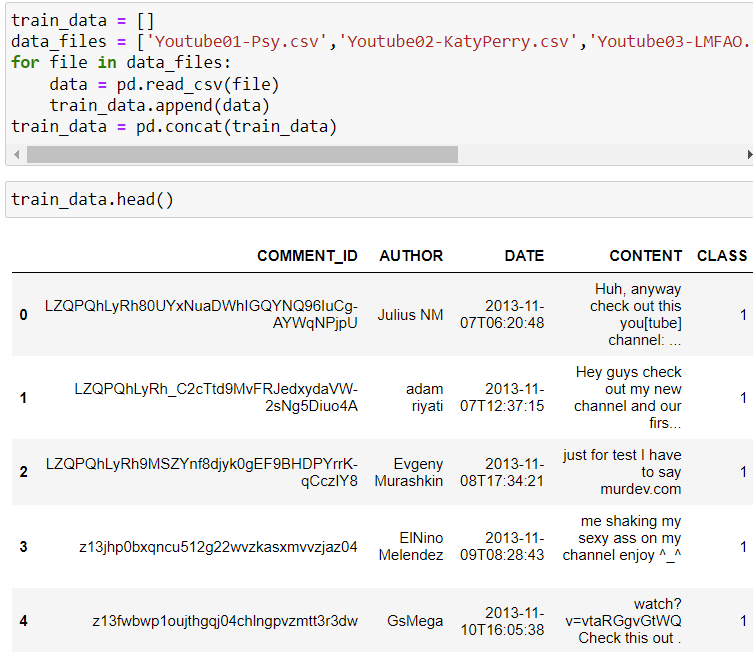 train_data = []
data_files = ['Youtube01-Psy.csv','Youtube02-KatyPerry.csv','Youtube03-LMFAO.
for file in data_files:
    data = pd.read_csv(file)
    train_data.append(data)
train_data = pd.concat(train_data)
train_data.head()
COMMENT_ID AUTHOR DATE CONTENT CLASS
0 LZQPQhLyRh80UYxNuaDWhIGQYNQ96IuCg-
AYWqNPjpU Julius NM 2013-11-
07T06:20:48 Huh, anyway
check out this
you[tube]
channel: ... 1
1 LZQPQhLyRh_C2cTtd9MvFRJedxydaVW-
2sNg5Diuo4A adam
riyati 2013-11-
07T12:37:15 Hey guys check
out my new
channel and our
firs... 1
2 LZQPQhLyRh9MSZYnf8djyk0gEF9BHDPYrrK-
qCczIY8 Evgeny
Murashkin 2013-11-
08T17:34:21 just for test I have
to say
murdev.com 1
3 z13jhp0bxqncu512g22wvzkasxmvvzjaz04 ElNino
Melendez 2013-11-
09T08:28:43 me shaking my
sexy ass on my
channel enjoy ^_^ 1
4 z13fwbwp1oujthgqj04chlngpvzmtt3r3dw GsMega 2013-11-
10T16:05:38 watch?
v=vtaRGgvGtWQ
Check this out . 1